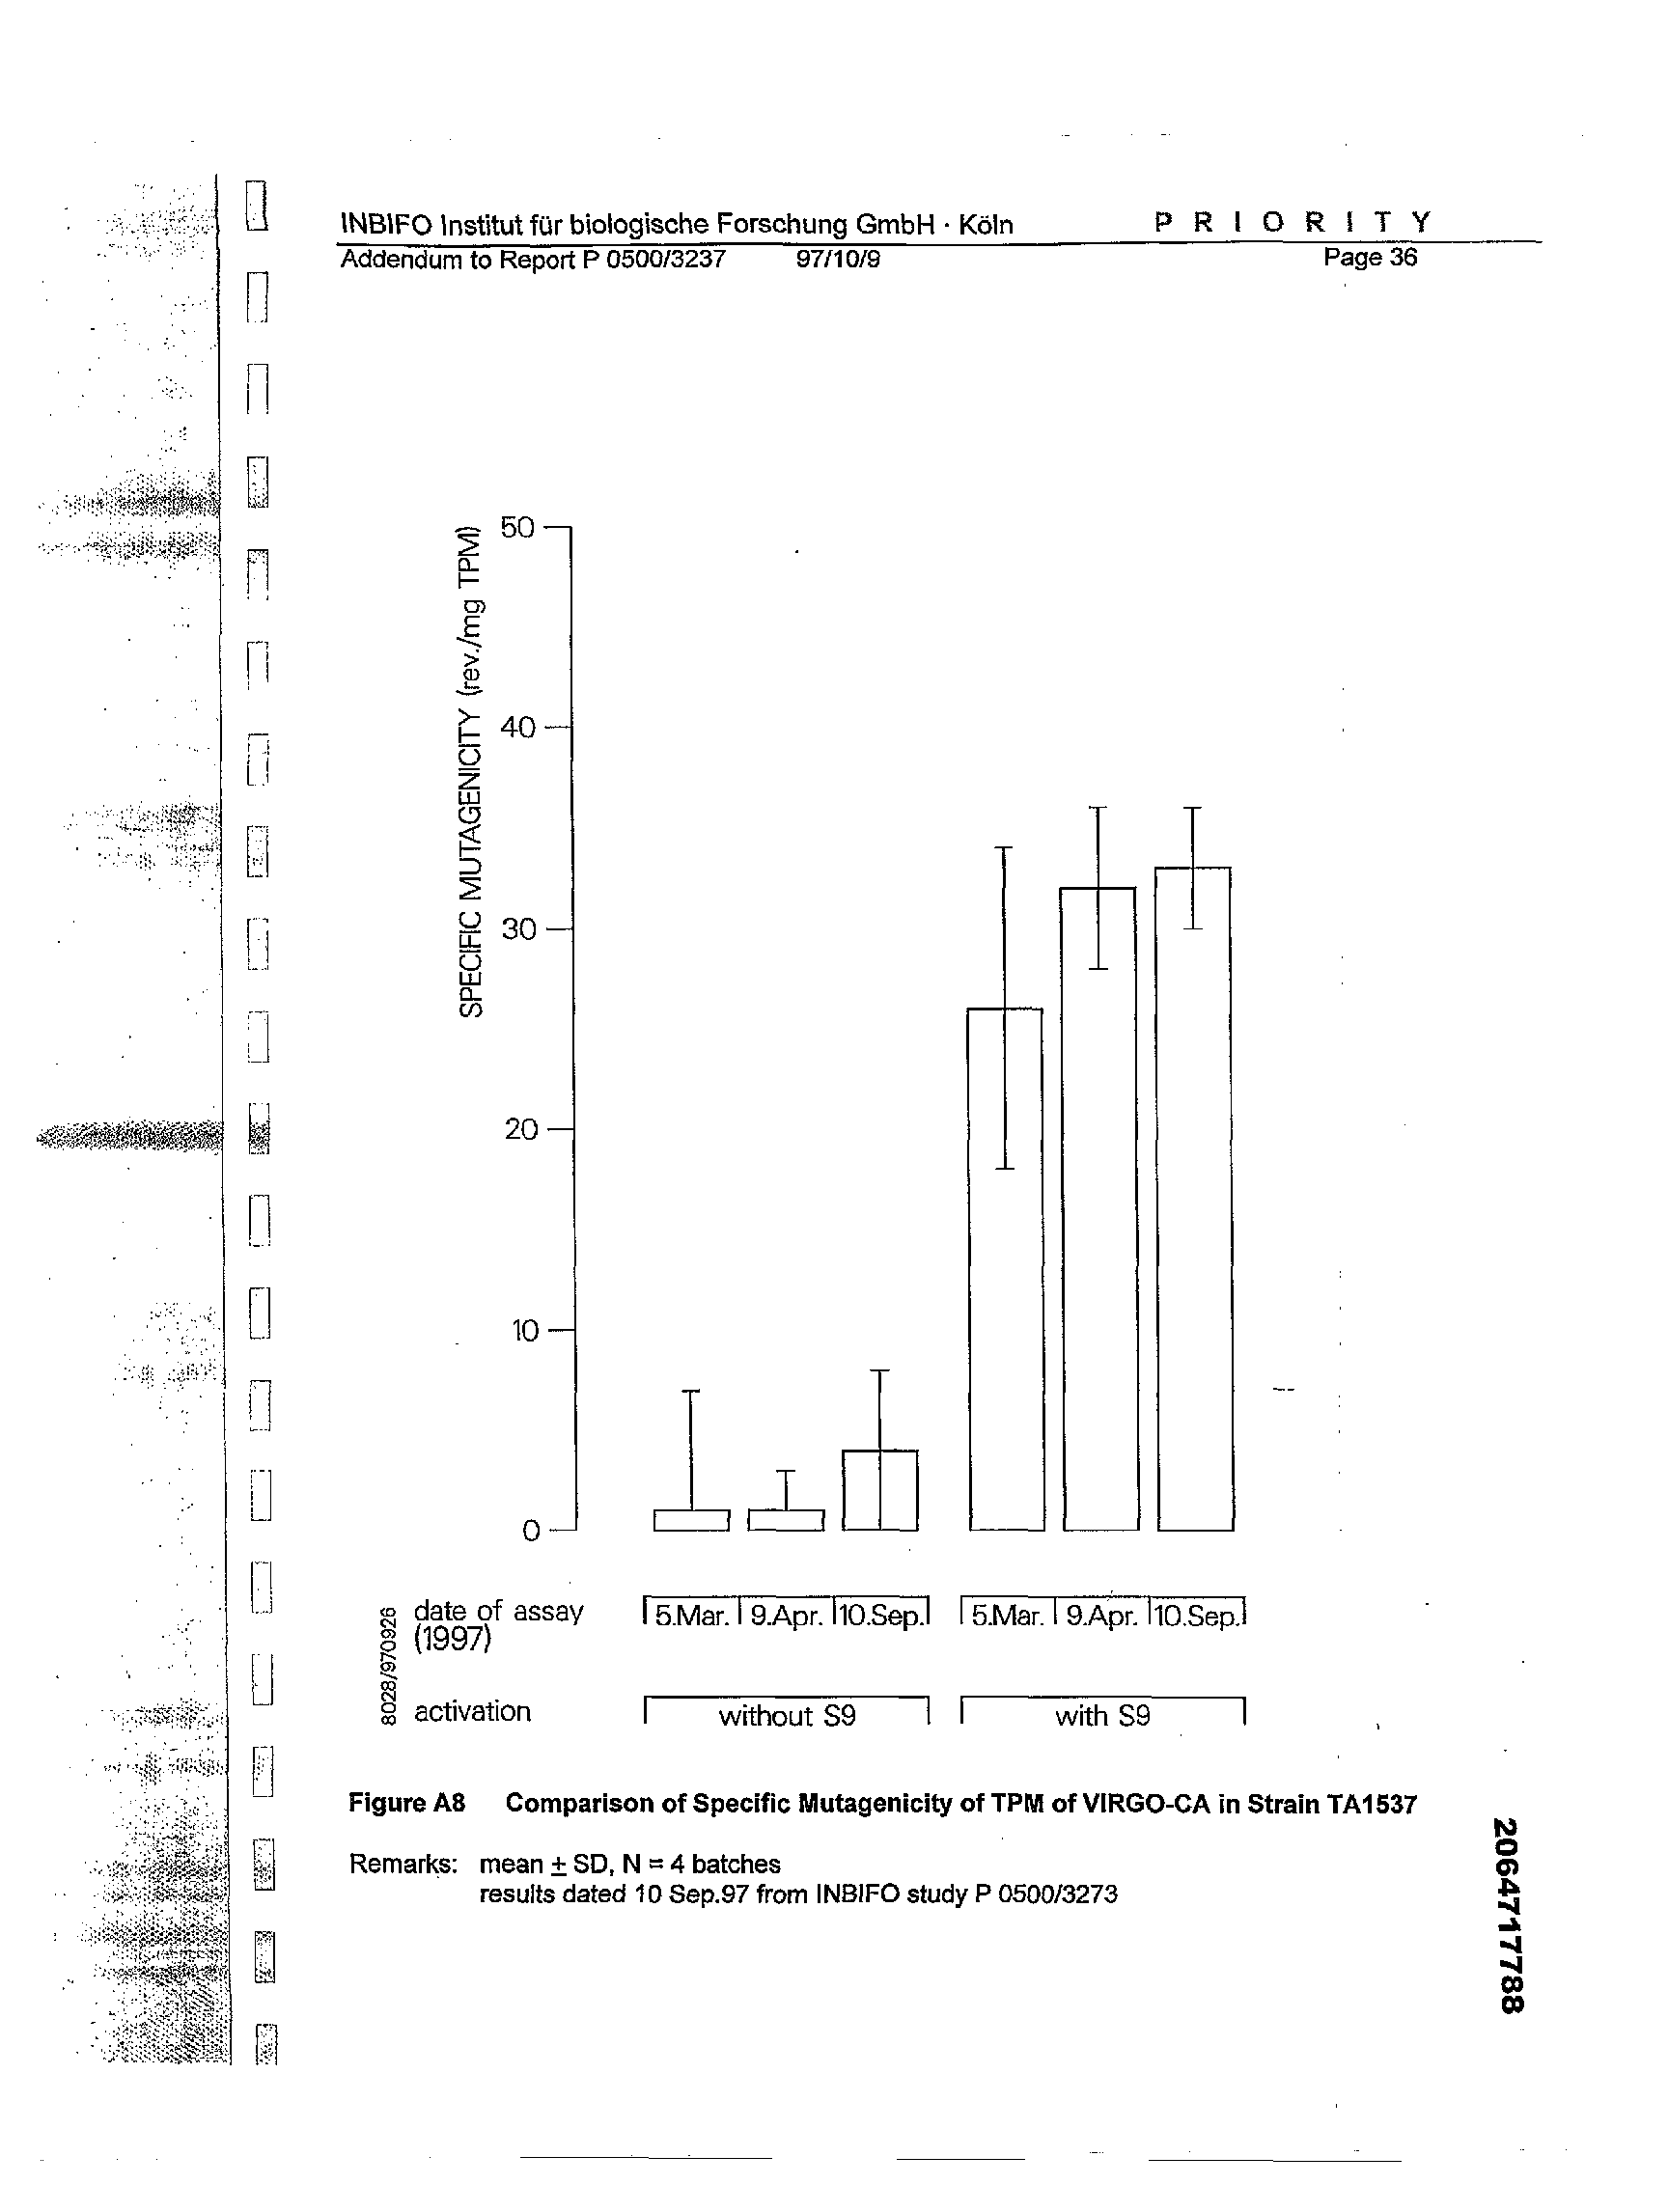 INBIFO Institut für biologische Forschung GmbH · Köln PRIORITY
Addendum to Report P 0500/3237 97/10/9 Page 36
SPECIFIC MUTAGENICITY (rev./mg TPM)
50
40
30
20
10
0
date of assay 5.Mar. 9.Apr. 10.Sep. 5.Mar. 9.Apr. 10.Sep.
(1997)
activation without S9 with S9
8028/970926
Figure A8 Comparison of Specific Mutagenicity of TPM of VIRGO-CA in Strain TA1537
Remarks: mean ± SD, N = 4 batches
results dated 10 Sep.97 from INBIFO study P 0500/3273
2064717788